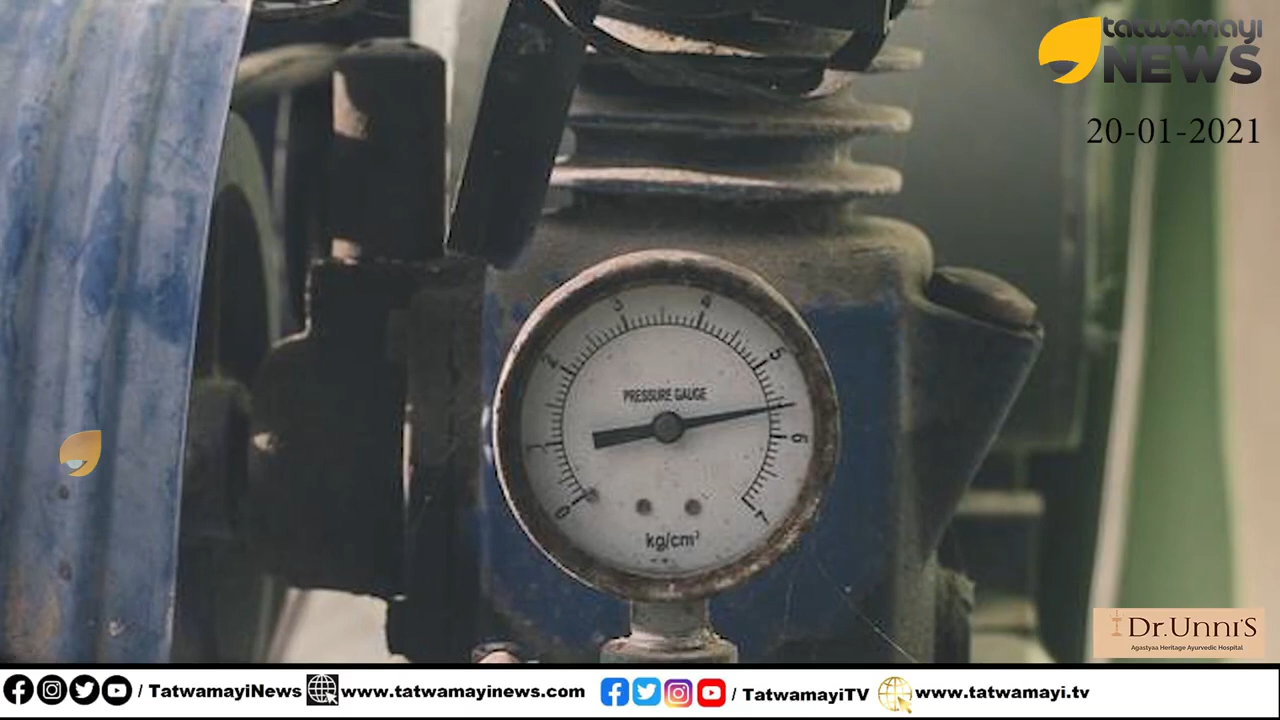 tatwamayi
NEWS
20-01-2021
3
4
2
5
PRESSURE GAUGE
1
6
0
7
kg/cm²
Dr.UnniS
Agastyaa Heritage Ayurvedic Hospital
/ TatwamayiNews www.tatwamayinews.com / TatwamayiTV www.tatwamayi.tv